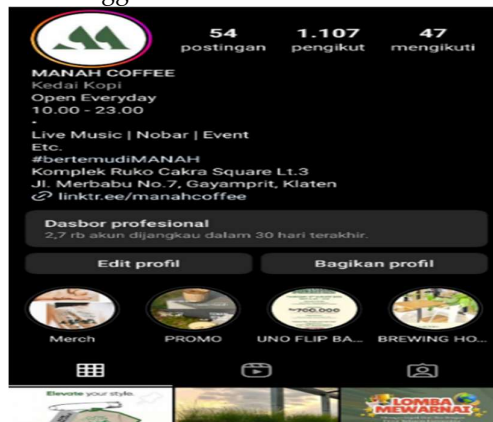 54 1.107 47
postingan pengikut mengikuti
MANAH COFFEE
Kedai Kopi
Open Everyday
10.00 - 23.00
.
Live Music | Nobar | Event
Etc.
#bertemudiMANAH
Komplek Ruko Cakra Square Lt.3
Jl. Merbabu No.7, Gayamprit, Klaten
linktr.ee/manahcoffee
Dasbor profesional
2,7 rb akun dijangkau dalam 30 hari terakhir.
Edit profil Bagikan profil
700.000
Merch PROMO UNO FLIP BA... BREWING HO...
Elevate your style.
LOMBA
MEWARNAI